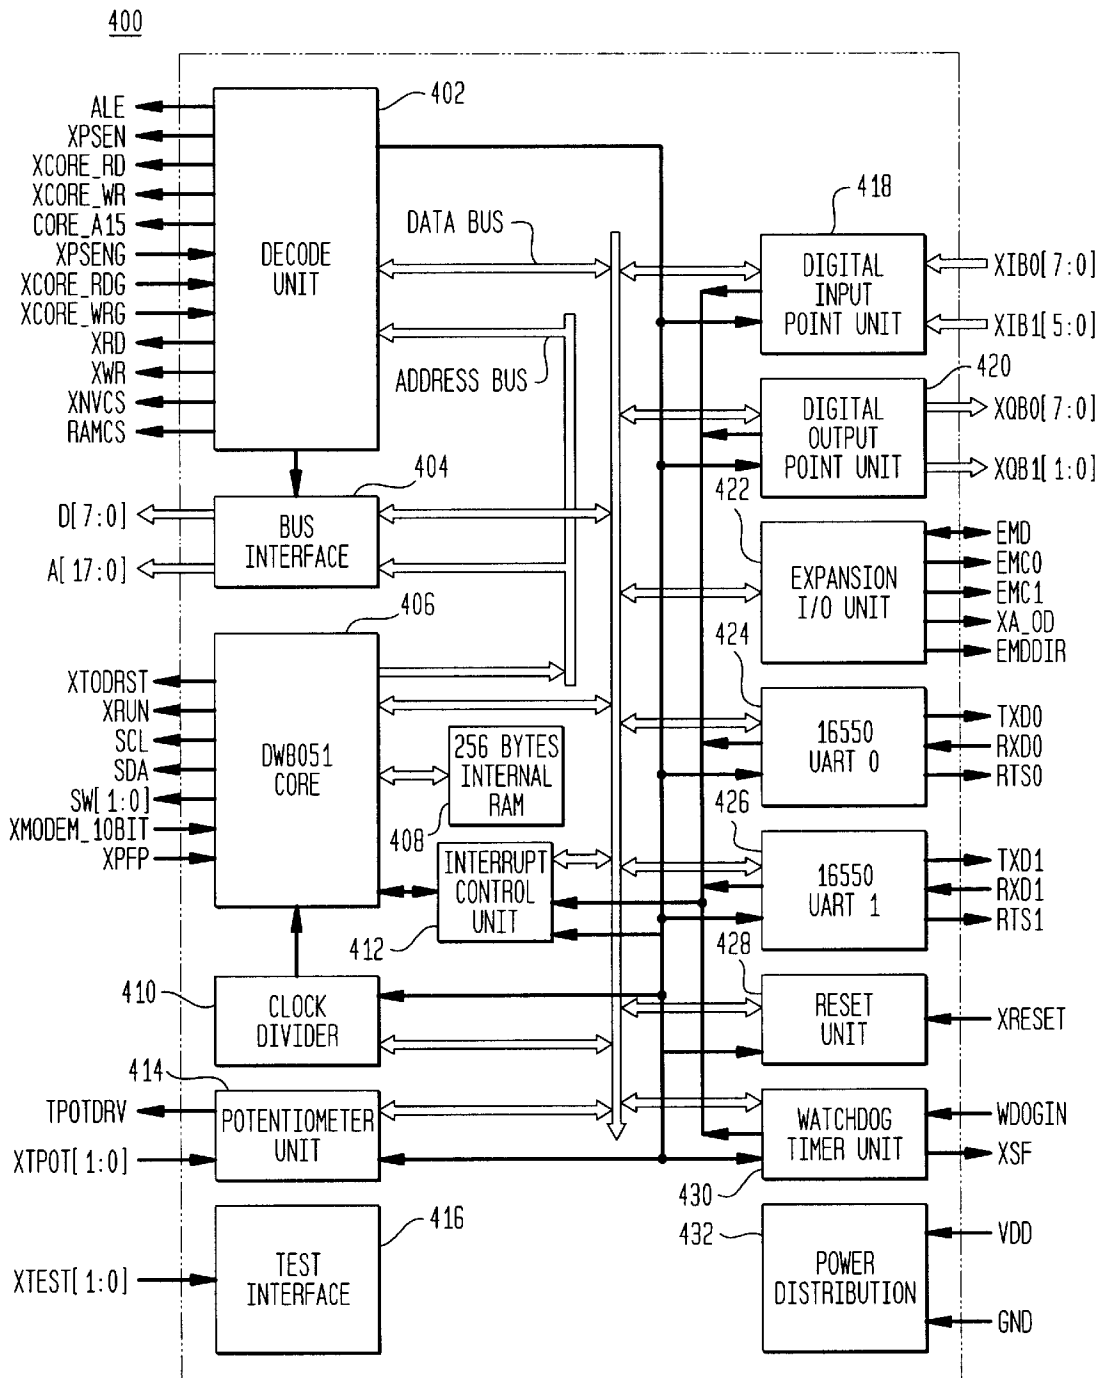 400
402
ALE
XPSEN
XCORE_RD
XCORE_WR
CORE_A15
XPSENG
XCORE_RDG
XCORE_WRG
XRD
XWR
XNVCS
RAMCS
DECODE
UNIT
DATA BUS
ADDRESS BUS
404
D[7:0]
A[17:0]
BUS
INTERFACE
406
XTODRST
XRUN
SCL
SDA
SW[1:0]
XMODEM_10BIT
XPFP
DW8051
CORE
256 BYTES
INTERNAL
RAM
408
INTERRUPT
CONTROL
UNIT
412
410
CLOCK
DIVIDER
414
TPOTDRV
XTPOT[1:0]
POTENTIOMETER
UNIT
416
XTEST[1:0]
TEST
INTERFACE
418
DIGITAL
INPUT
POINT UNIT
XIB0[7:0]
XIB1[5:0]
420
DIGITAL
OUTPUT
POINT UNIT
XQB0[7:0]
XQB1[1:0]
422
EXPANSION
I/O UNIT
EMD
EMC0
EMC1
XA_OD
EMDDIR
424
16550
UART 0
TXD0
RXD0
RTS0
426
16550
UART 1
TXD1
RXD1
RTS1
428
RESET
UNIT
XRESET
WATCHDOG
TIMER UNIT
WDOGIN
XSF
430
432
POWER
DISTRIBUTION
VDD
GND